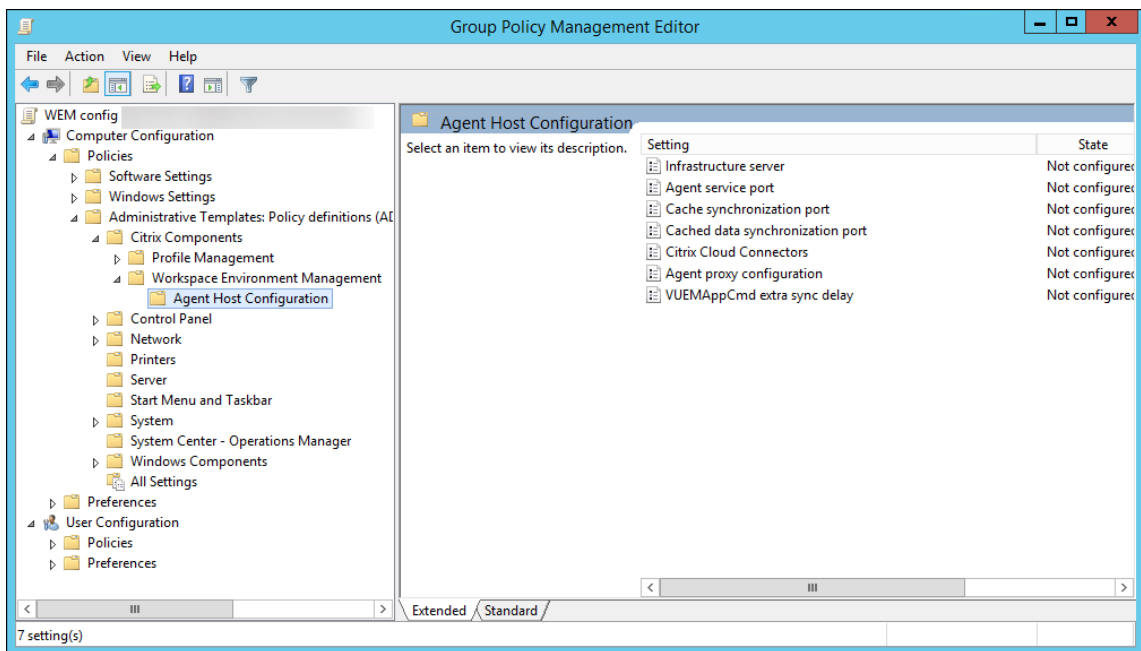 Group Policy Management Editor
File Action View Help
WEM config
Computer Configuration
Policies
Software Settings
Windows Settings
Administrative Templates: Policy definitions (AD
Citrix Components
Profile Management
Workspace Environment Management
Agent Host Configuration
Control Panel
Network
Printers
Server
Start Menu and Taskbar
System
System Center - Operations Manager
Windows Components
All Settings
Preferences
User Configuration
Policies
Preferences
Agent Host Configuration
Select an item to view its description.
Setting State
Infrastructure server Not configured
Agent service port Not configured
Cache synchronization port Not configured
Cached data synchronization port Not configured
Citrix Cloud Connectors Not configured
Agent proxy configuration Not configured
VUEMAppCmd extra sync delay Not configured
Extended Standard
7 setting(s)